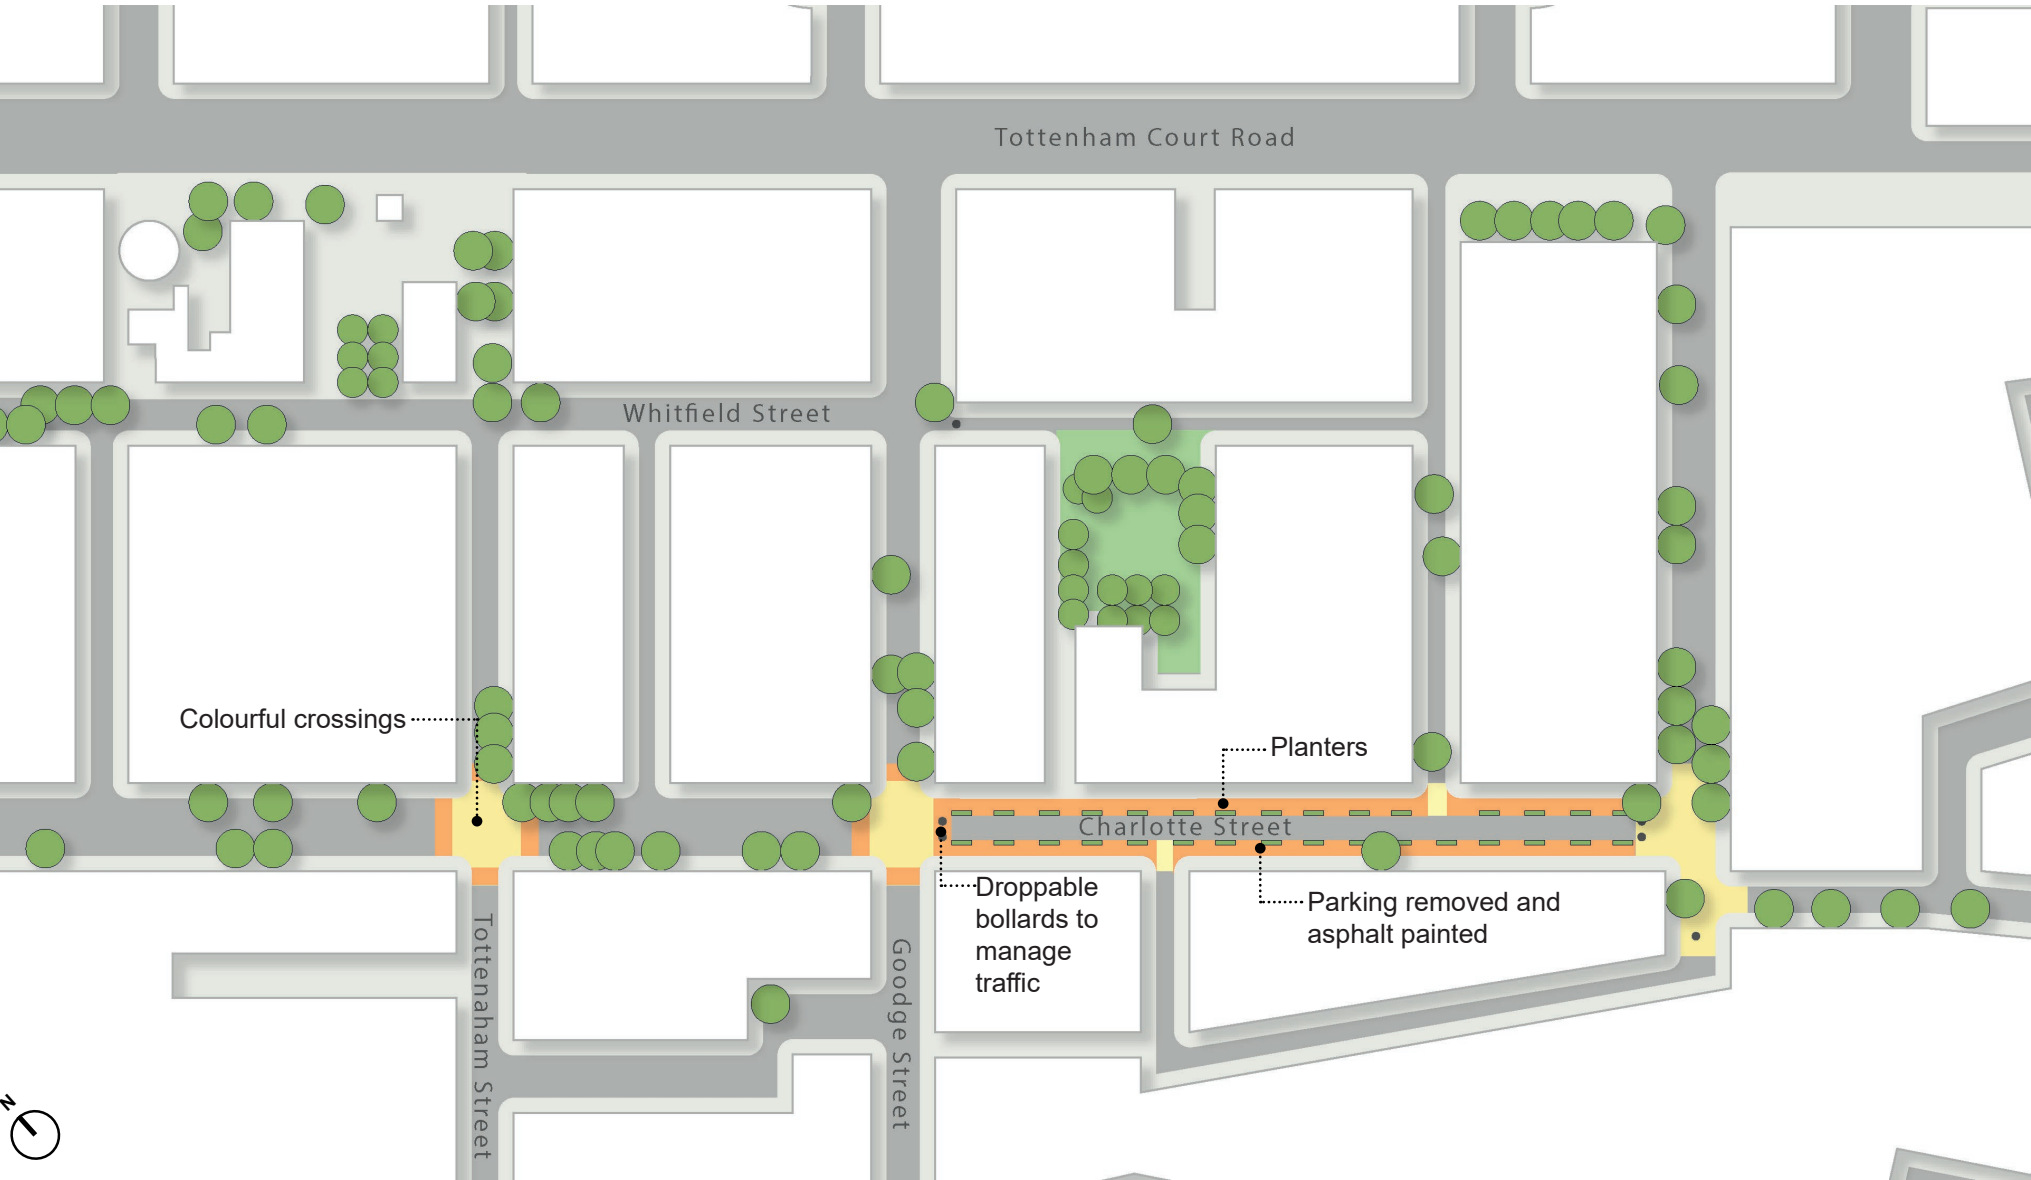 Tottenham Court Road
Whitfield Street
Colourful crossings
Planters
Charlotte Street
Droppable
bollards to
manage
traffic
Parking removed and
asphalt painted
Tottenaham Street
Goodge Street
N